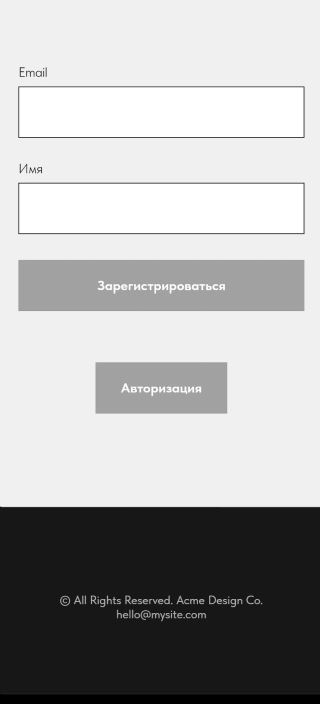 Email
Имя
Зарегистрироваться
Авторизация
© All Rights Reserved. Acme Design Co.
hello@mysite.com